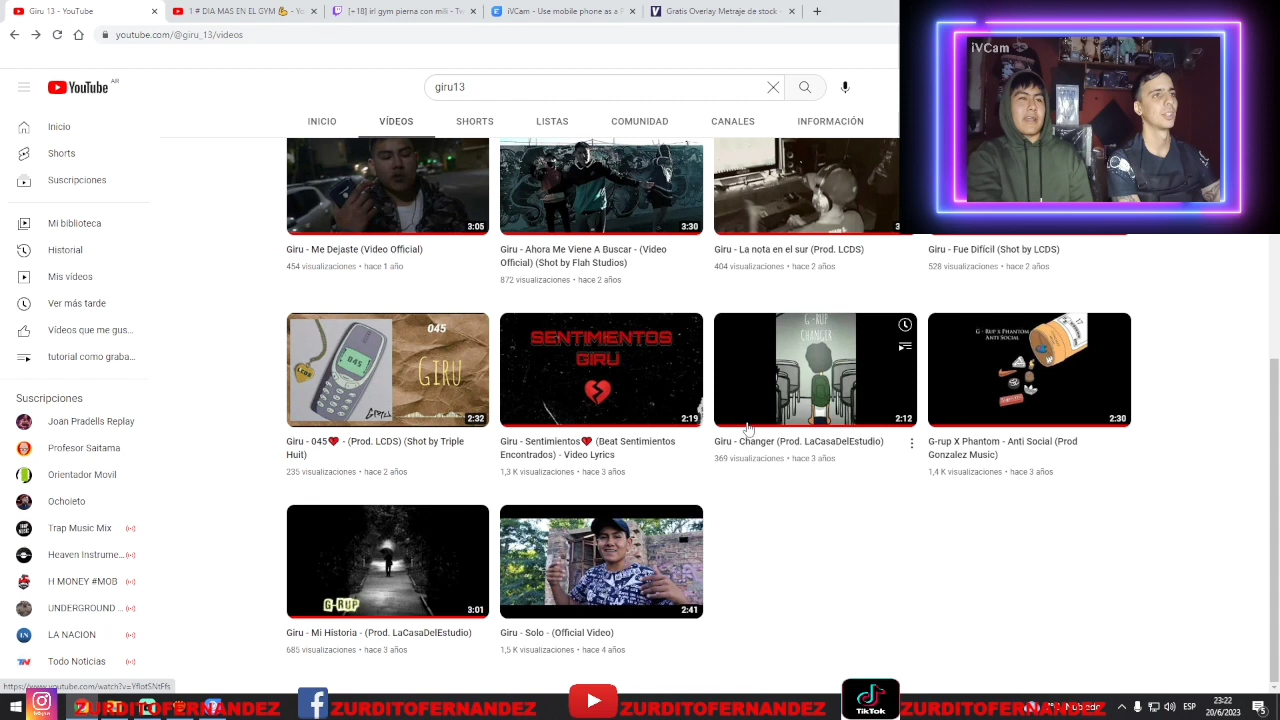 Giru 13 - YouTube
1 # DIA MAS EN EL GYM
[+18] irl gym pierna con mili - Tw
iVCam - Use mobile phone as a P
Gratis Overlay Metrage de stock -
youtube.com/@giru_13/videos
iVCam
YouTube AR
giru13
INICIO VÍDEOS SHORTS LISTAS COMUNIDAD CANALES INFORMACIÓN
Inicio
Shorts
Suscripciones
Mi biblioteca
Historial
Mis vídeos
Ver más tarde
Vídeos que me gus...
tutorial como graba...
Suscripciones
Joan Pradells Replay
Profesor Saitama
Orientador Movil
Ocholeto
Trap Music Mix
Heaven Instrume...
H MONEY #MOB
UNDERGROUND ...
LA NACION
Todo Noticias
3:05
Giru - Me Dejaste (Video Official)
454 visualizaciones • hace 1 año
3:30
Giru - Ahora Me Viene A Buscar - (Video
Official) (Shot by Flah Studios)
872 visualizaciones • hace 2 años
Giru - La nota en el sur (Prod. LCDS)
404 visualizaciones • hace 2 años
Giru - Fue Difícil (Shot by LCDS)
528 visualizaciones • hace 2 años
045
GIRU
LCDS
2:32
Giru - 045💔 - (Prod. LCDS) (Shot by Triple
Huit)
235 visualizaciones • hace 2 años
SENTIMIENTOS
GIRU
2:19
Giru - Sentimientos💔 (Beat Sentimientos
Encontrados) - Video Lyrics
1,3 K visualizaciones • hace 3 años
G-RUP
CHANGER
2:12
Giru - Changer (Prod. LaCasaDelEstudio)
369 visualizaciones • hace 3 años
G - RUP X PHANTOM
ANTI SOCIAL
2:30
G-rup X Phantom - Anti Social (Prod
Gonzalez Music)
1,4 K visualizaciones • hace 3 años
G-RUP
3:01
Giru - Mi Historia - (Prod. LaCasaDelEstudio)
685 visualizaciones • hace 3 años
2:41
Giru - Solo - (Official Video)
1,5 K visualizaciones • hace 4 años
ZURDITOFERNANDEZ
ZURDITOFERNANDEZ
ZURDITOFERNANDEZ
TikTok
ZURDITOFERNANDEZ
Nublado
ESP
23:22
20/6/2023